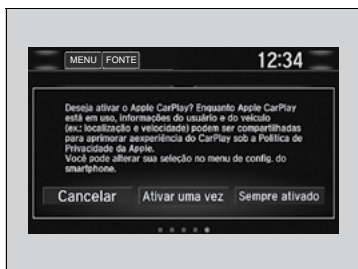 MENU FONTE 12:34
Deseja ativar o Apple CarPlay? Enquanto Apple CarPlay
está em uso, informações do usuário e do veículo
(ex.: localização e velocidade) podem ser compartilhadas
para aprimorar aexperiência do CarPlay sob a Política de
Privacidade da Apple.
Você pode alterar sua seleção no menu de config. do
smartphone.
Cancelar Ativar uma vez Sempre ativado